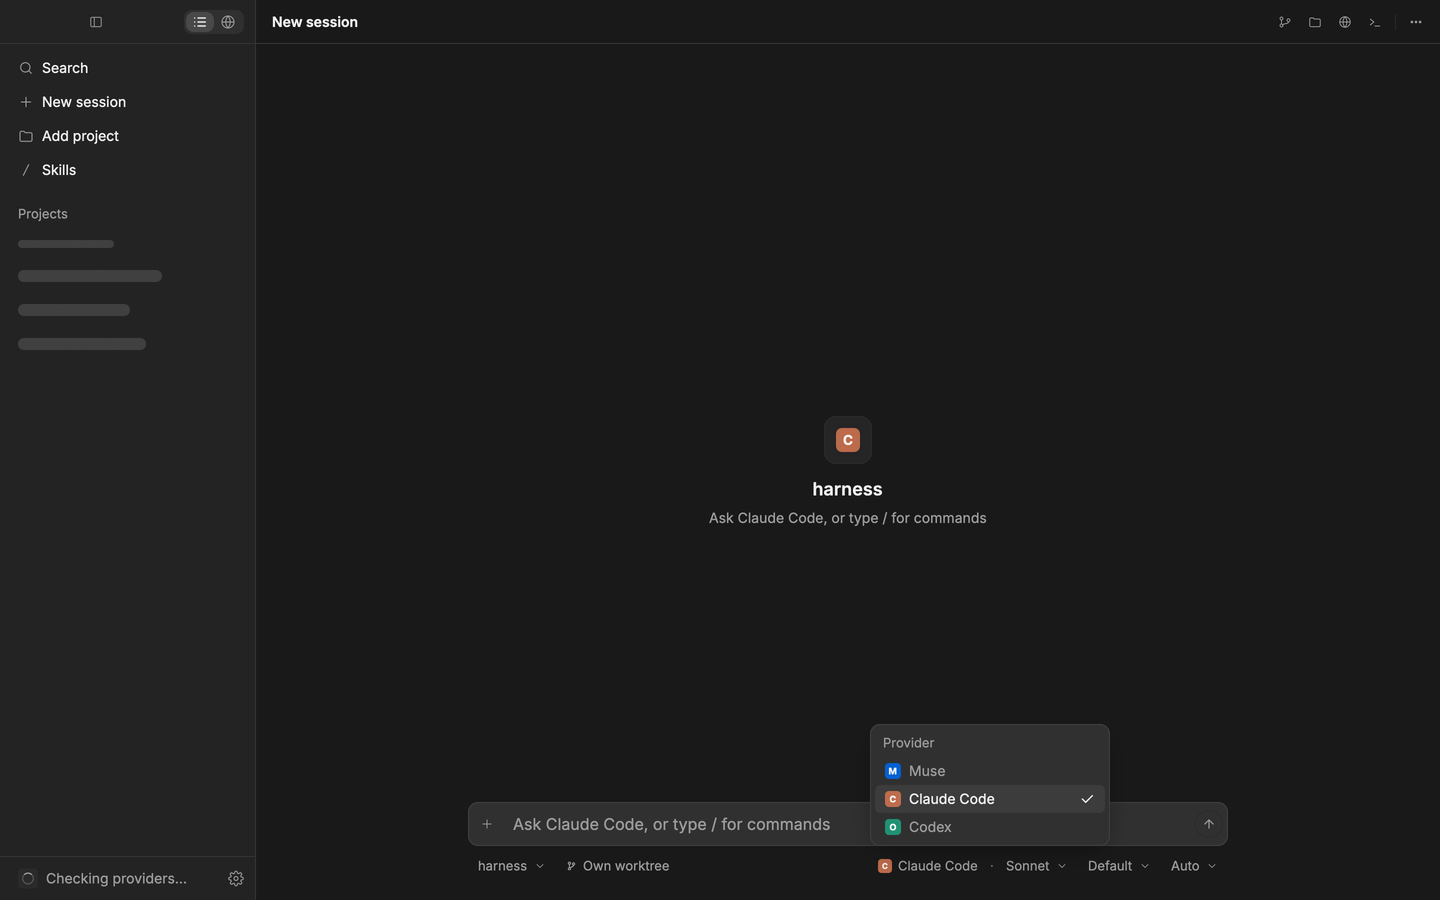 New session
Search
New session
Add project
Skills
Projects
C
harness
Ask Claude Code, or type / for commands
Provider
M Muse
C Claude Code
O Codex
Ask Claude Code, or type / for commands
harness Own worktree C Claude Code · Sonnet Default Auto
Checking providers...